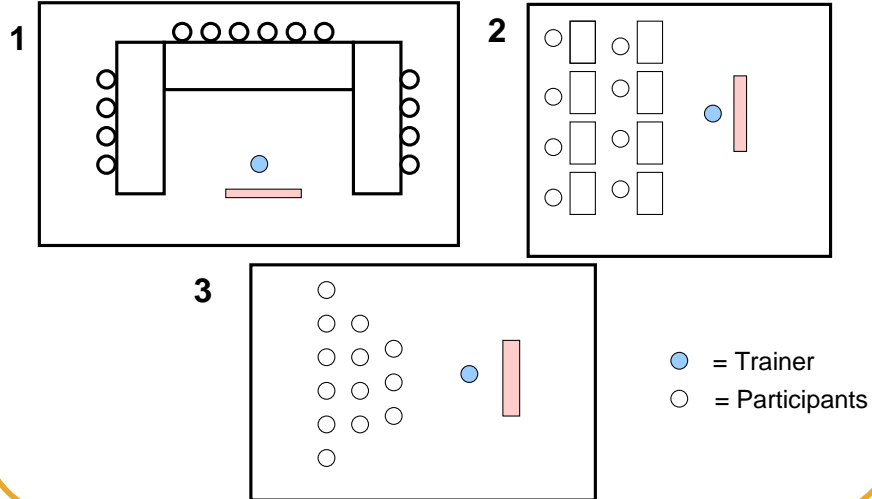 1
2
3
= Trainer
= Participants